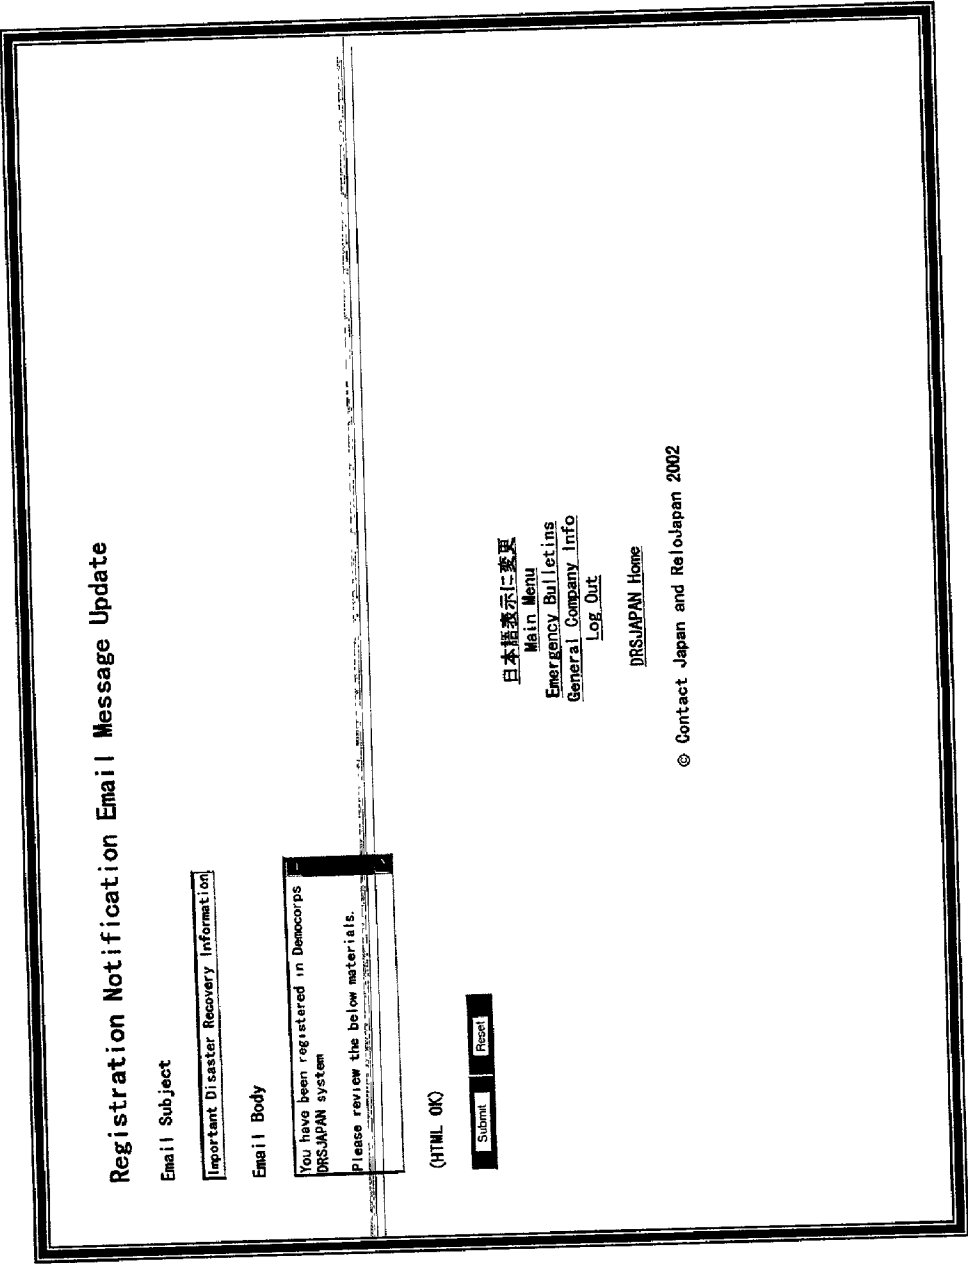 Registration Notification Email Message Update
Email Subject
Important Disaster Recovery Information
Email Body
You have been registered in Democorps
DRSJAPAN system
Please review the below materials.
(HTML OK)
Submit Reset
日本語表示に変更
Main Menu
Emergency Bulletins
General Company Info
Log Out
DRSJAPAN Home
© Contact Japan and ReloJapan 2002